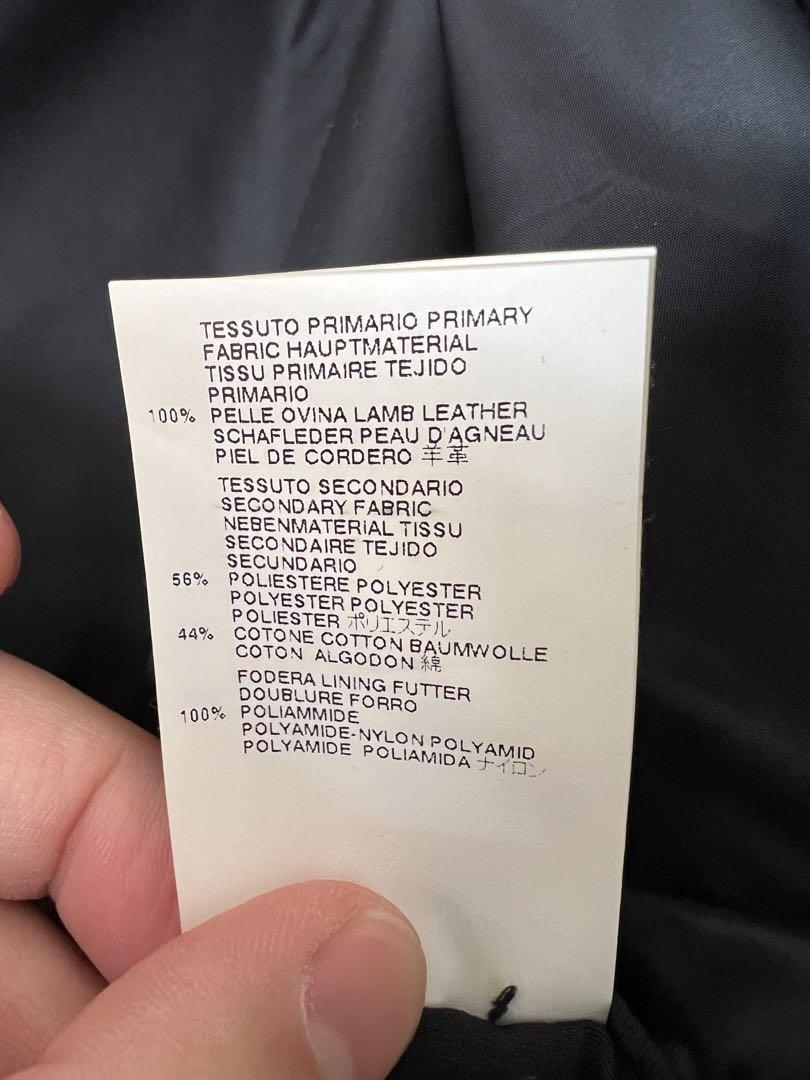 TESSUTO PRIMARIO PRIMARY
FABRIC HAUPTMATERIAL
TISSU PRIMAIRE TEJIDO
PRIMARIO
100% PELLE OVINA LAMB LEATHER
SCHAFLEDER PEAU D'AGNEAU
PIEL DE CORDERO 羊革
TESSUTO SECONDARIO
SECONDARY FABRIC
NEBENMATERIAL TISSU
SECONDAIRE TEJIDO
SECUNDARIO
56% POLIESTERE POLYESTER
POLYESTER POLYESTER
POLIESTER ポリエステル
44% COTONE COTTON BAUMWOLLE
COTON ALGODON 綿
FODERA LINING FUTTER
DOUBLURE FORRO
100% POLIAMMIDE
POLYAMIDE-NYLON POLYAMID
POLYAMIDE POLIAMIDA ナイロン